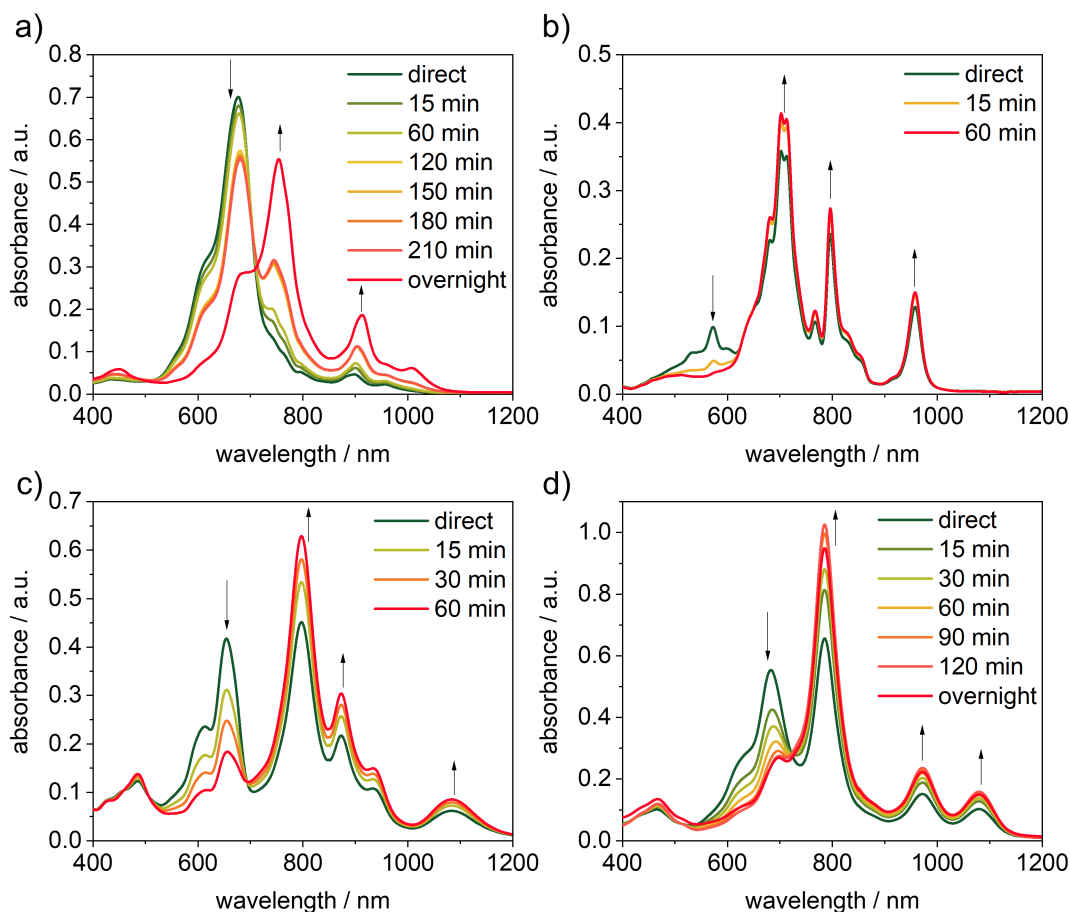 a)
absorbance / a.u.
0.8
0.7
0.6
0.5
0.4
0.3
0.2
0.1
0.0
direct
15 min
60 min
120 min
150 min
180 min
210 min
overnight
400 600 800 1000 1200
wavelength / nm
b)
absorbance / a.u.
0.5
0.4
0.3
0.2
0.1
0.0
direct
15 min
60 min
400 600 800 1000 1200
wavelength / nm
c)
absorbance / a.u.
0.7
0.6
0.5
0.4
0.3
0.2
0.1
0.0
direct
15 min
30 min
60 min
400 600 800 1000 1200
wavelength / nm
d)
absorbance / a.u.
1.0
0.8
0.6
0.4
0.2
0.0
direct
15 min
30 min
60 min
90 min
120 min
overnight
400 600 800 1000 1200
wavelength / nm